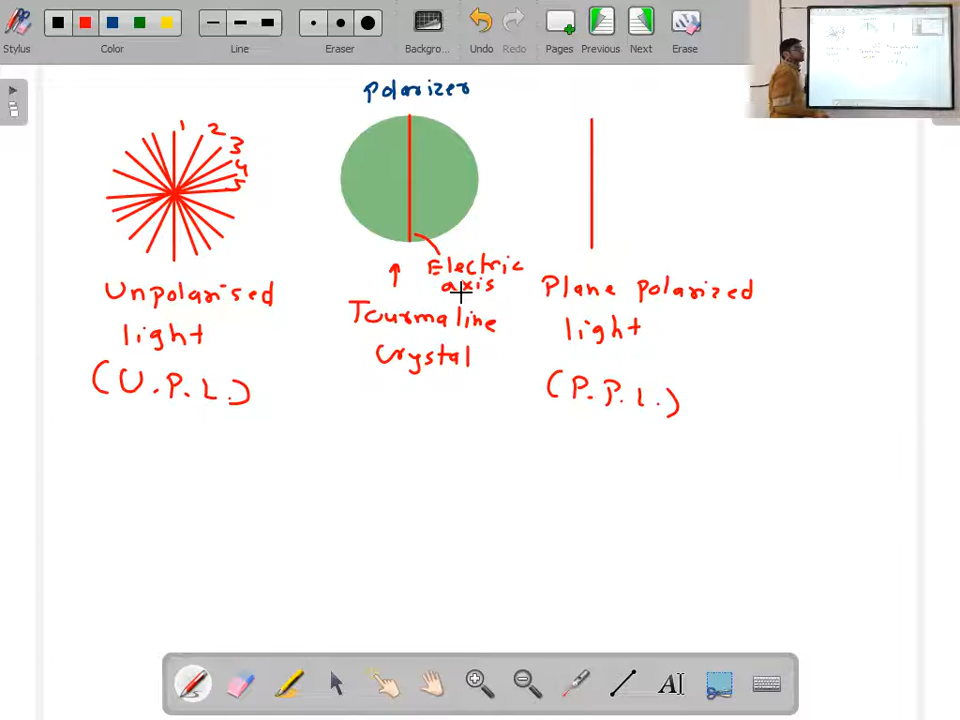 Stylus
Color
Line
Eraser
Backgro...
Undo
Redo
Pages
Previous
Next
Erase
Polarizer
1
2
3
4
5
Electric
axis
Unpolarised
light
(U.P.L.)
Tourmaline
crystal
Plane polarized
light
(P.P.L.)
A